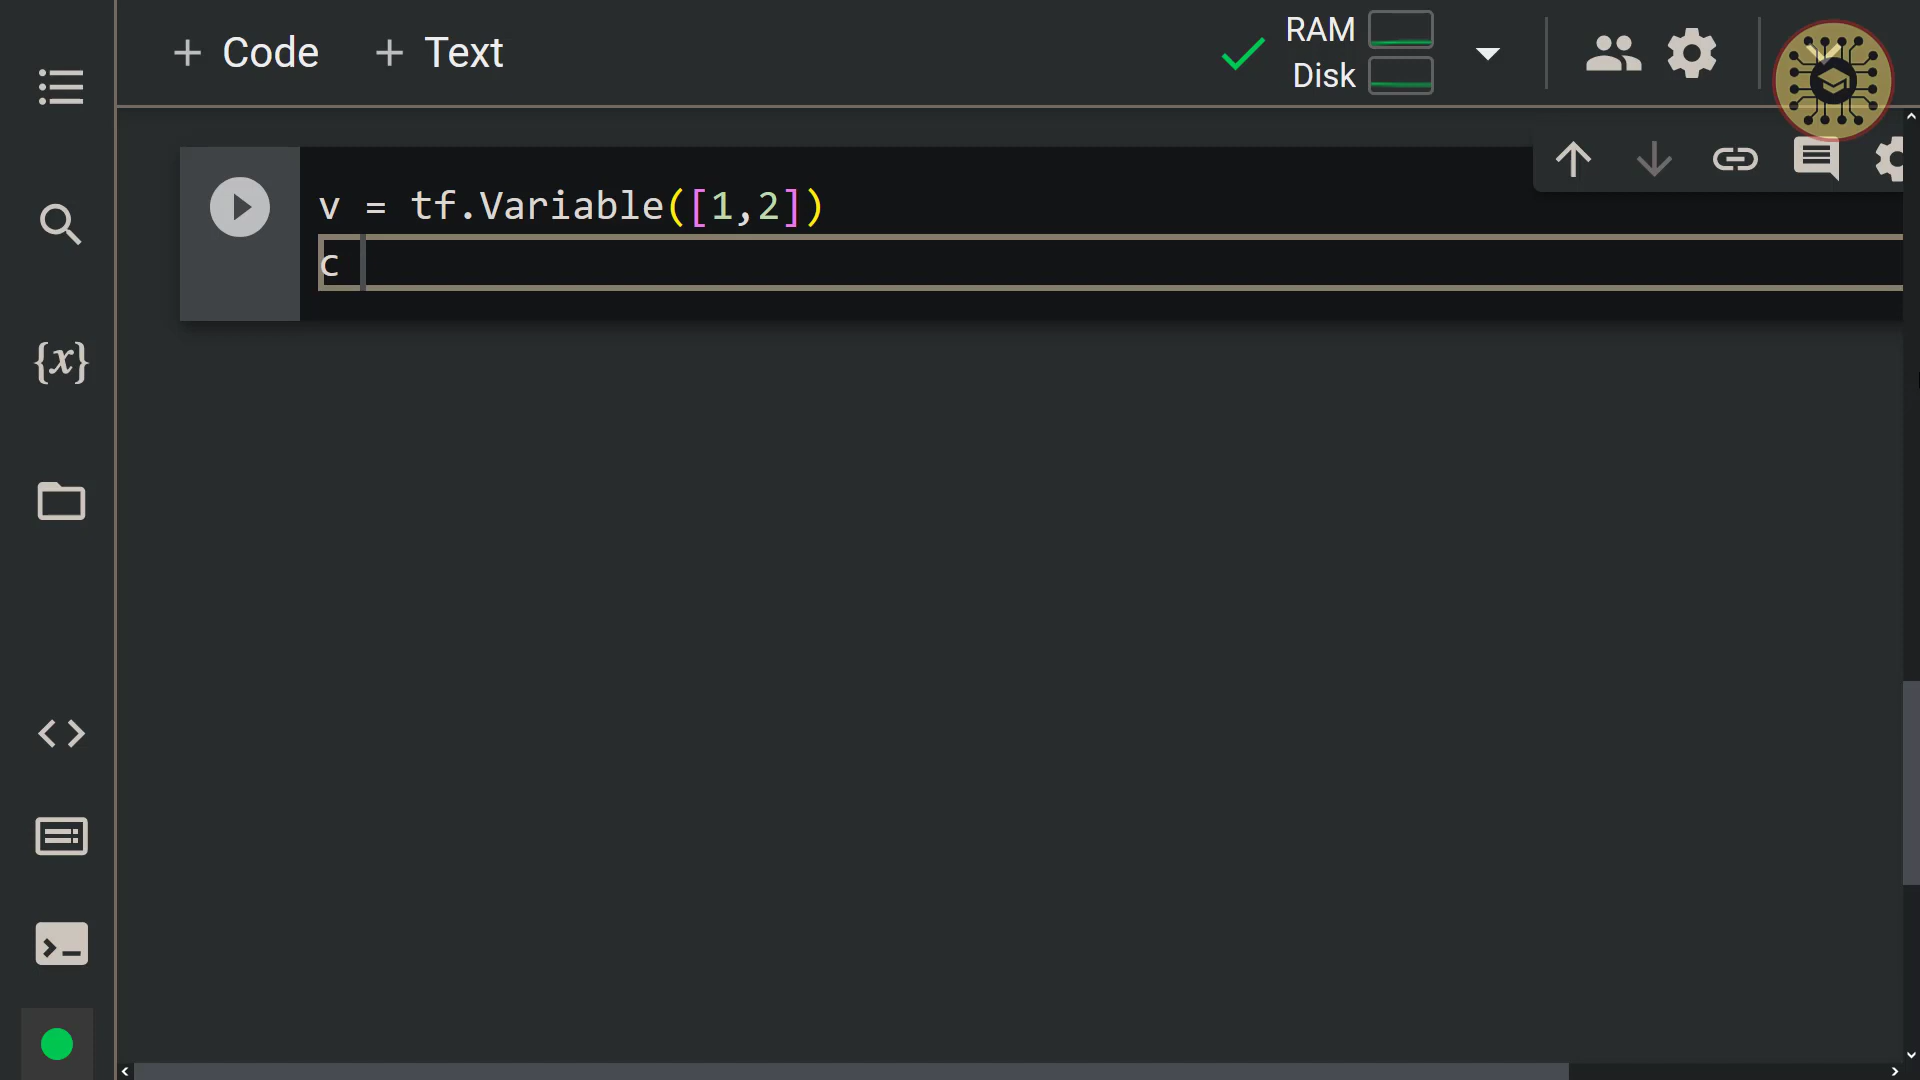 + Code + Text
RAM
Disk
{x}
v = tf.Variable([1,2])
c